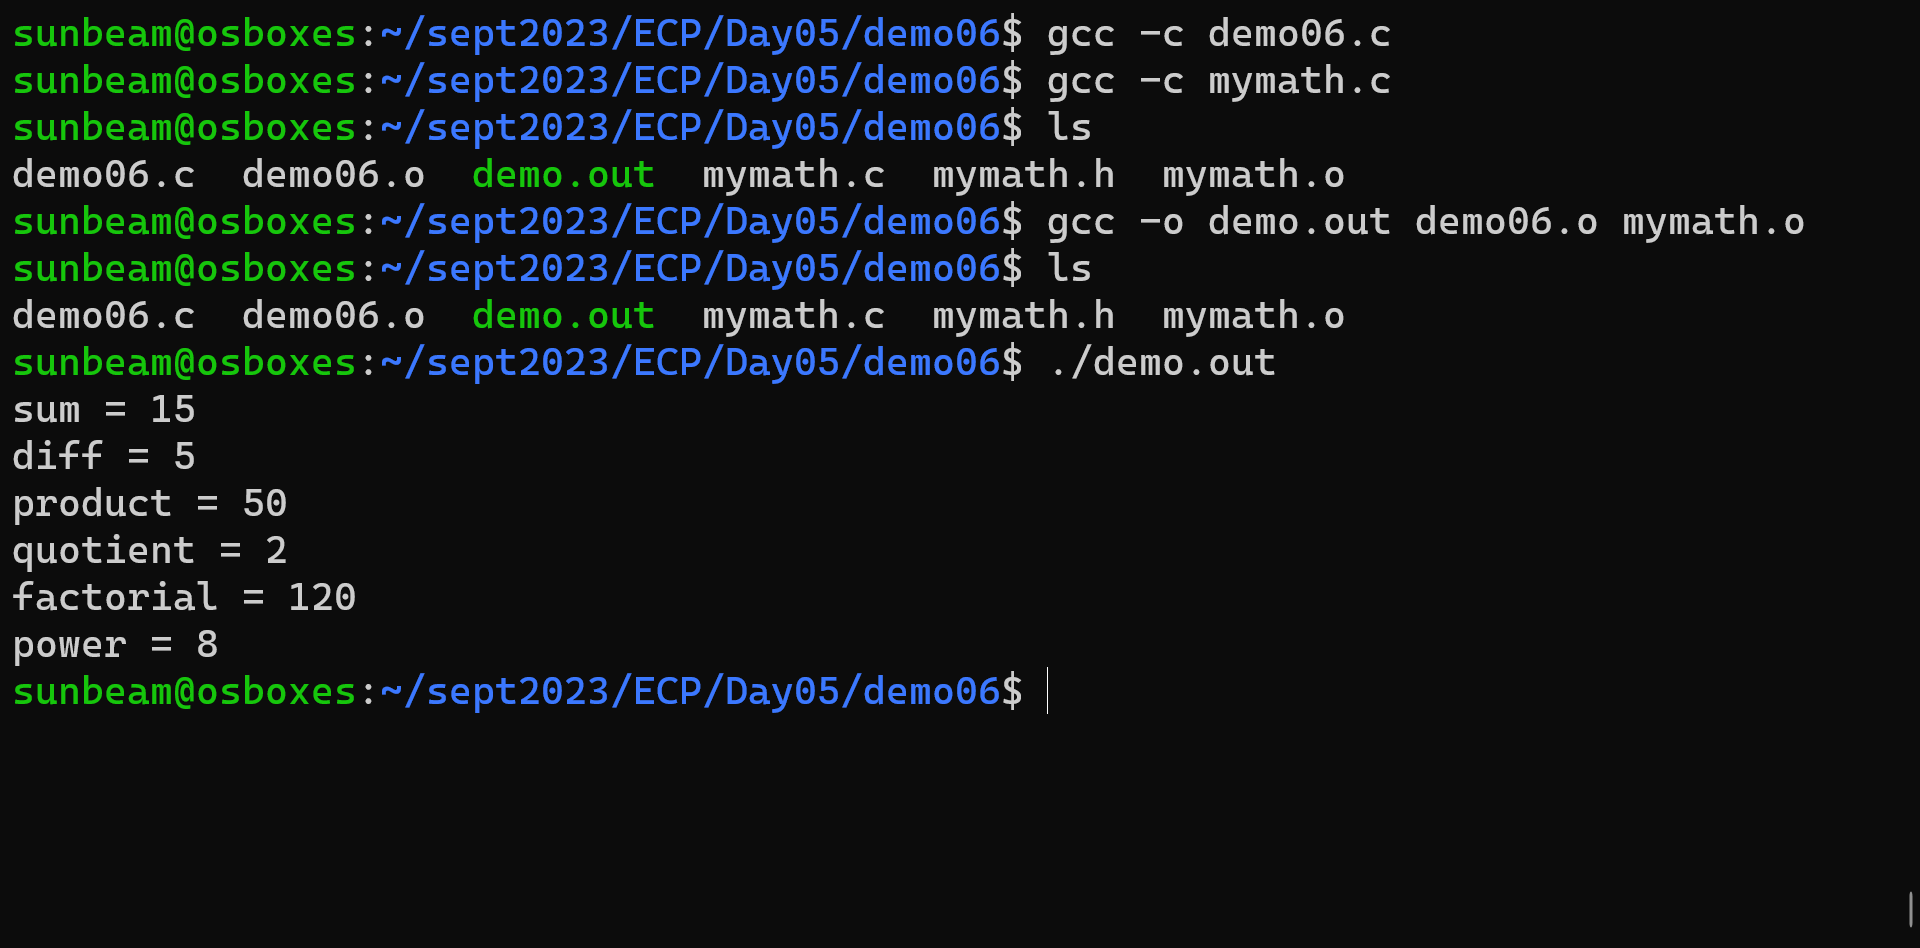 sunbeam@osboxes:~/sept2023/ECP/Day05/demo06$ gcc -c demo06.c
sunbeam@osboxes:~/sept2023/ECP/Day05/demo06$ gcc -c mymath.c
sunbeam@osboxes:~/sept2023/ECP/Day05/demo06$ ls
demo06.c  demo06.o  demo.out  mymath.c  mymath.h  mymath.o
sunbeam@osboxes:~/sept2023/ECP/Day05/demo06$ gcc -o demo.out demo06.o mymath.o
sunbeam@osboxes:~/sept2023/ECP/Day05/demo06$ ls
demo06.c  demo06.o  demo.out  mymath.c  mymath.h  mymath.o
sunbeam@osboxes:~/sept2023/ECP/Day05/demo06$ ./demo.out
sum = 15
diff = 5
product = 50
quotient = 2
factorial = 120
power = 8
sunbeam@osboxes:~/sept2023/ECP/Day05/demo06$